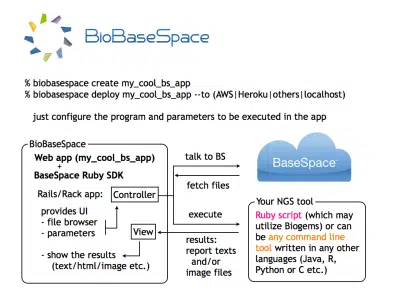 BioBaseSpace
% biobasespace create my_cool_bs_app
% biobasespace deploy my_cool_bs_app --to (AWS|Heroku|others|localhost)
just configure the program and parameters to be executed in the app
BioBaseSpace
Web app (my_cool_bs_app)
+
BaseSpace Ruby SDK
Rails/Rack app:
Controller
provides UI
- file browser
- parameters
View
- show the results
(text/html/image etc.)
talk to BS
fetch files
execute
results:
report texts
and/or
image files
BaseSpace
Your NGS tool
Ruby script (which may
utilize Biogems) or can
be any command line
tool written in any other
languages (Java, R,
Python or C etc.)